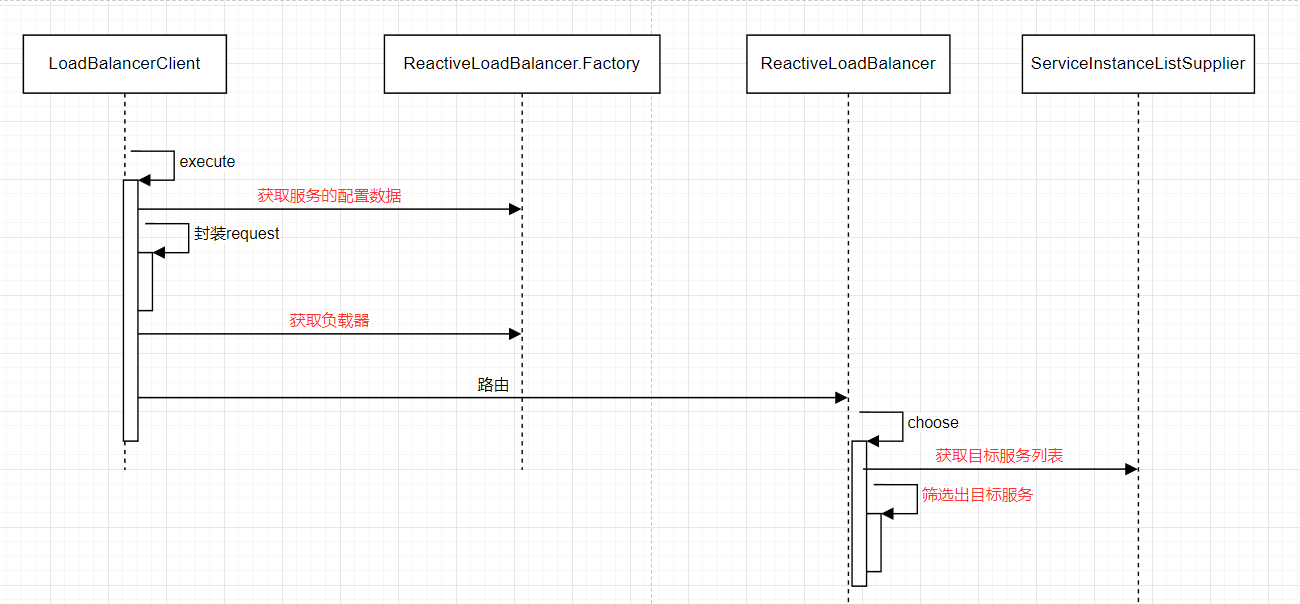 LoadBalancerClient
ReactiveLoadBalancer.Factory
ReactiveLoadBalancer
ServiceInstanceListSupplier
execute
获取服务的配置数据
封装request
获取负载器
路由
choose
获取目标服务列表
筛选出目标服务